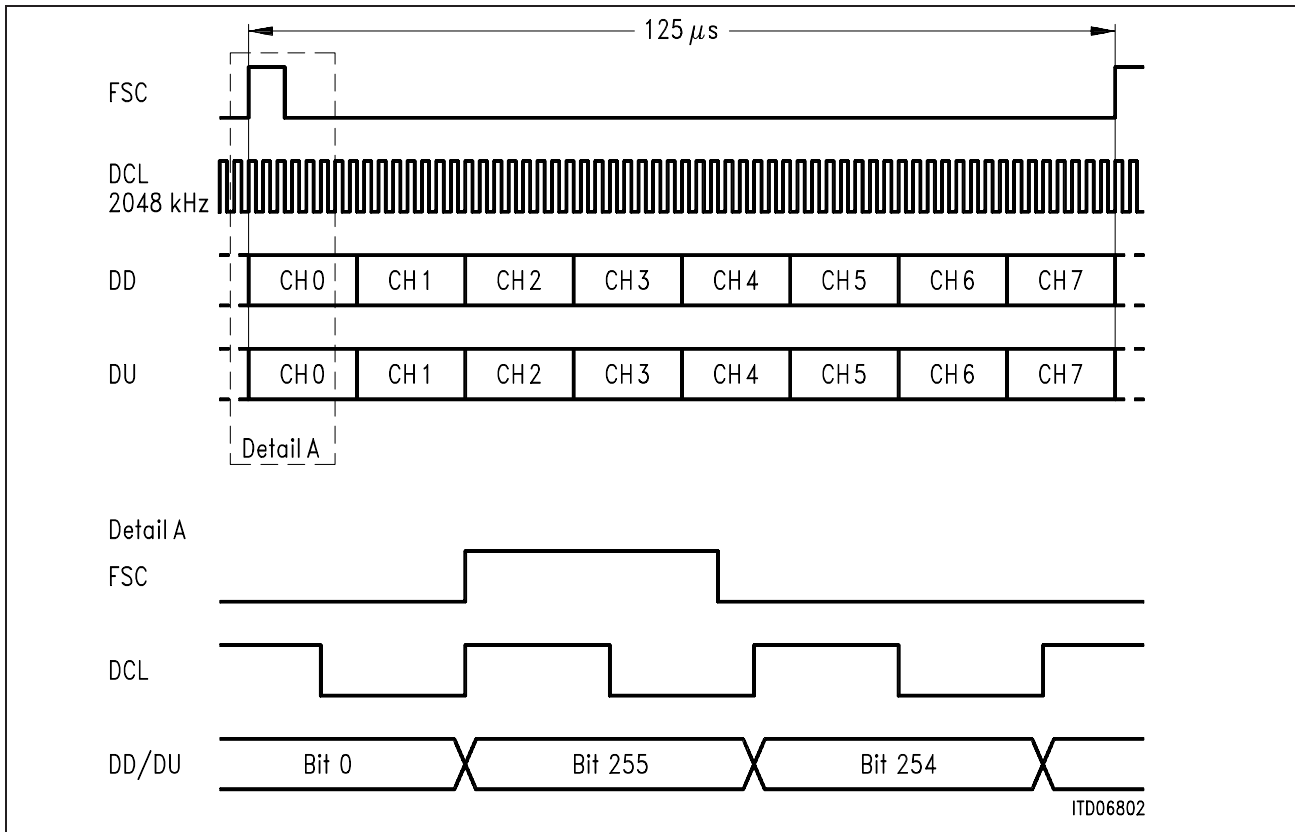 125 μs
FSC
DCL
2048 kHz
DD CH0 CH1 CH2 CH3 CH4 CH5 CH6 CH7
DU CH0 CH1 CH2 CH3 CH4 CH5 CH6 CH7
Detail A
Detail A
FSC
DCL
DD/DU Bit 0 Bit 255 Bit 254
ITD06802